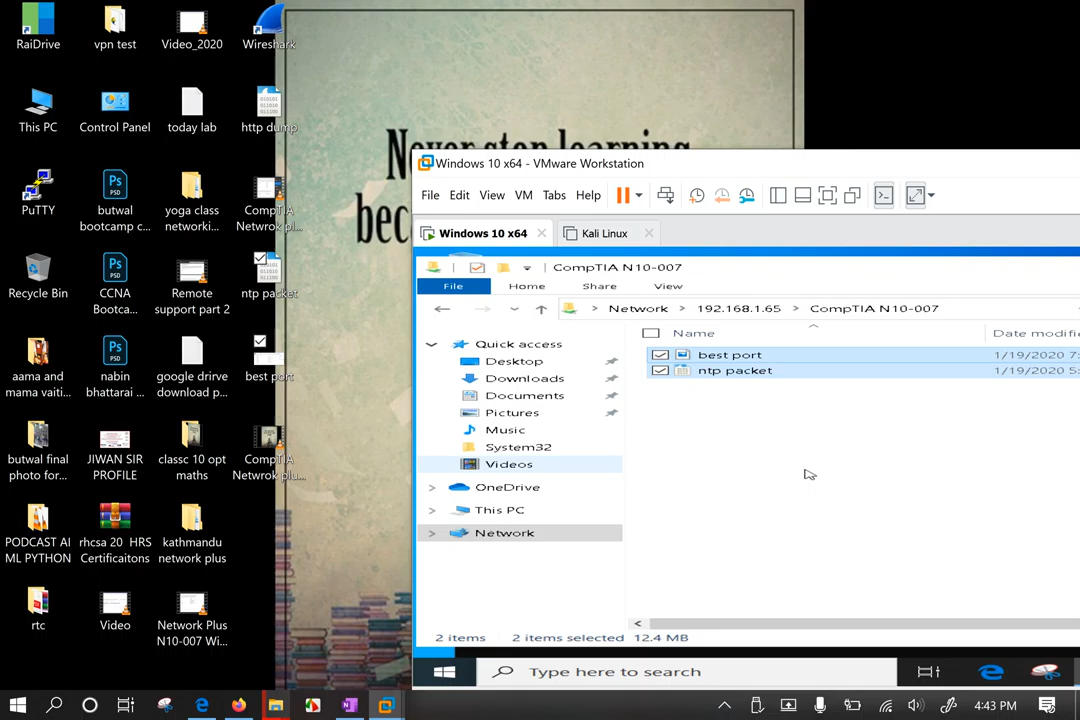 RaiDrive
vpn test
Video_2020
Wireshark
This PC
Control Panel
today lab
http dump
PuTTY
butwal
bootcamp c...
yoga class
networki...
CompTIA
Netwrok pl...
Recycle Bin
CCNA
Bootca...
Remote
support part 2
ntp packet
aama and
mama vaiti...
nabin
bhattarai ...
google drirve
download p...
best port
butwal final
photo for...
JIWAN SIR
PROFILE
classc 10 opt
maths
CompTIA
Netwrok plu...
PODCAST AI
ML PYTHON
rhcsa 20 HRS
Certificaitons
kathmandu
network plus
rtc
Video
Network Plus
N10-007 Wi...
Never stop learning
bec
Windows 10 x64 - VMware Workstation
File Edit View VM Tabs Help
Windows 10 x64
Kali Linux
CompTIA N10-007
File Home Share View
Network > 192.168.1.65 > CompTIA N10-007
Name
Date modifi
Quick access
Desktop
Downloads
Documents
Pictures
Music
System32
Videos
OneDrive
This PC
Network
best port
1/19/2020 7:
ntp packet
1/19/2020 5:
2 items 2 items selected 12.4 MB
Type here to search
4:43 PM